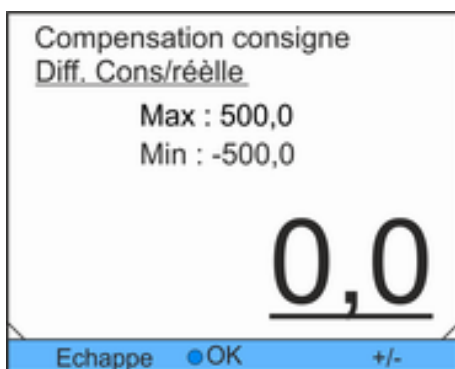 Compensation consigne
Diff. Cons/réèlle
Max : 500,0
Min : -500,0
0,0
Echappe OK +/-